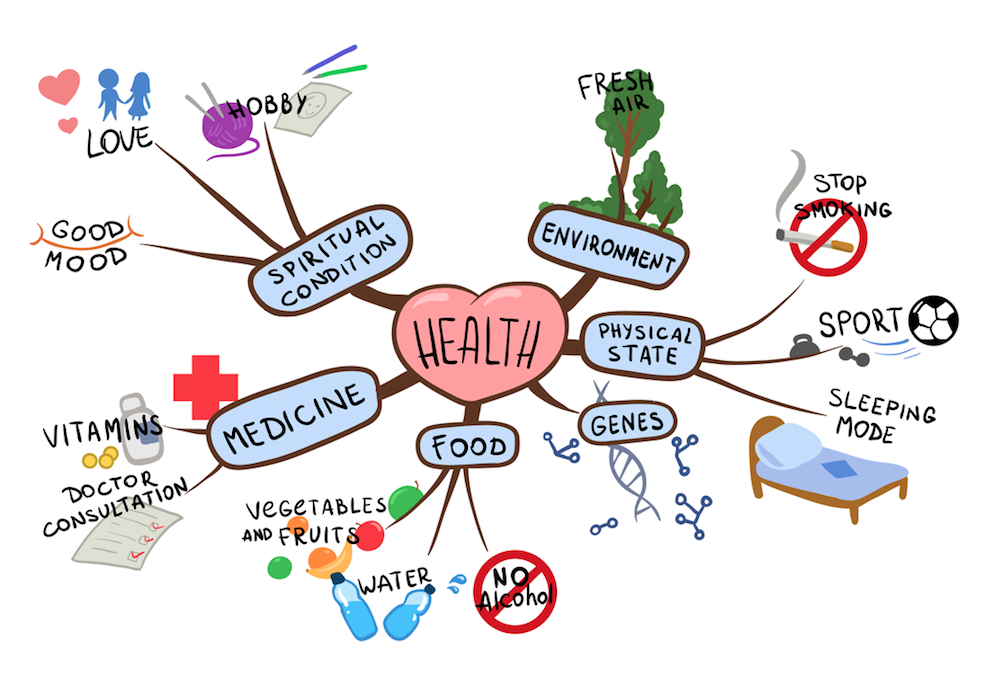 HEALTH
SPIRITUAL
CONDITION
LOVE
HOBBY
GOOD
MOOD
ENVIRONMENT
FRESH
AIR
PHYSICAL
STATE
STOP
SMOKING
SPORT
SLEEPING
MODE
GENES
FOOD
VEGETABLES
AND FRUITS
WATER
NO
Alcohol
MEDICINE
VITAMINS
DOCTOR
CONSULTATION